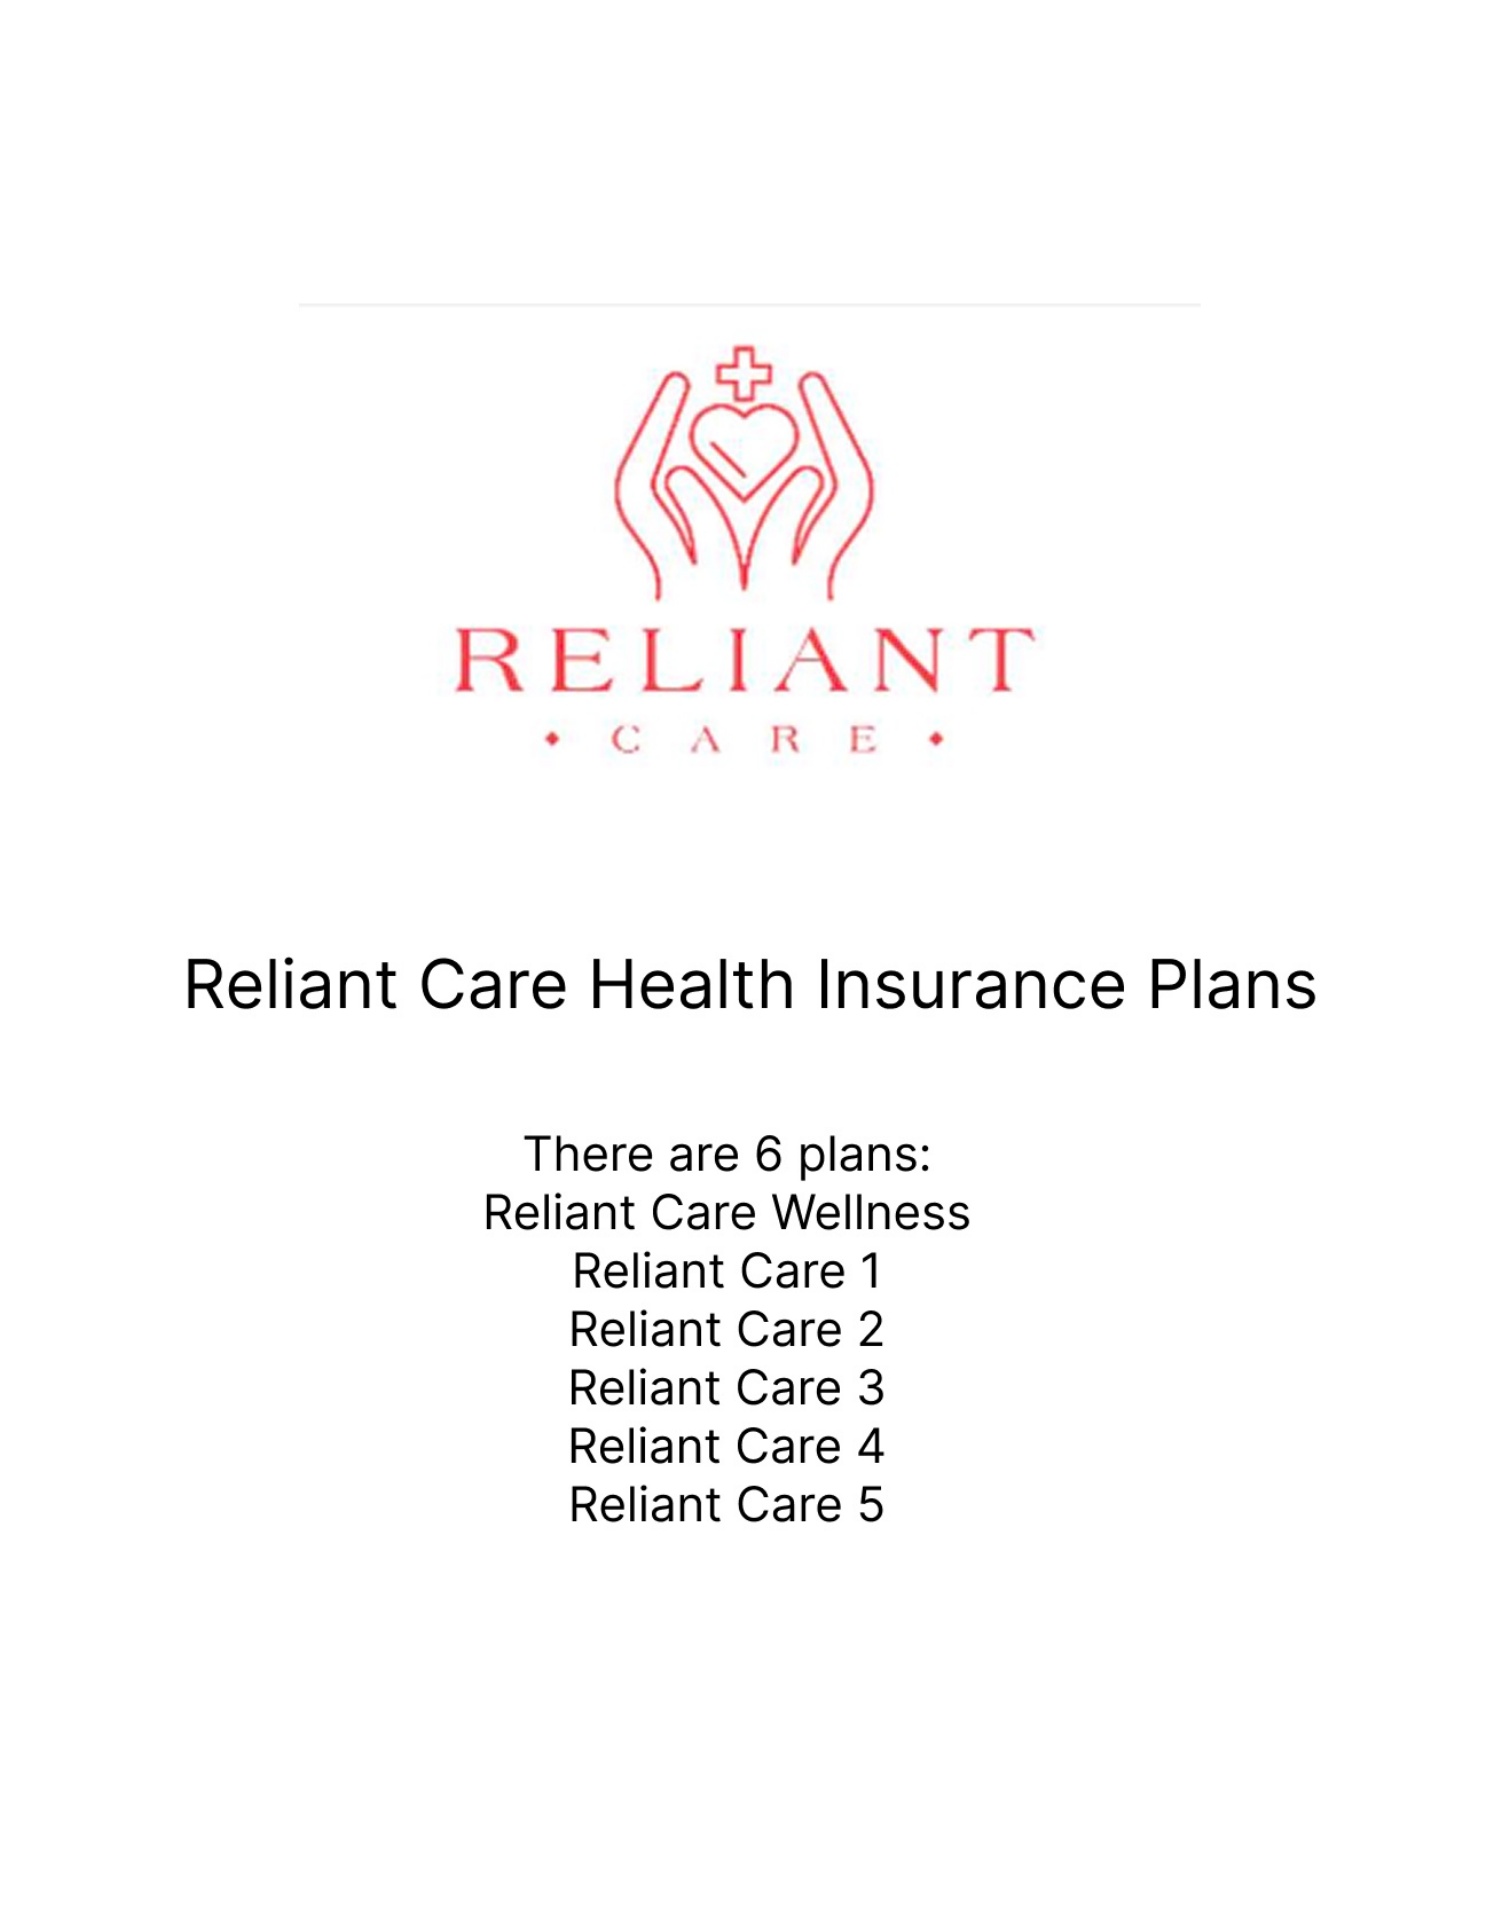 RELIANT
• CARE •
Reliant Care Health Insurance Plans
There are 6 plans:
Reliant Care Wellness
Reliant Care 1
Reliant Care 2
Reliant Care 3
Reliant Care 4
Reliant Care 5